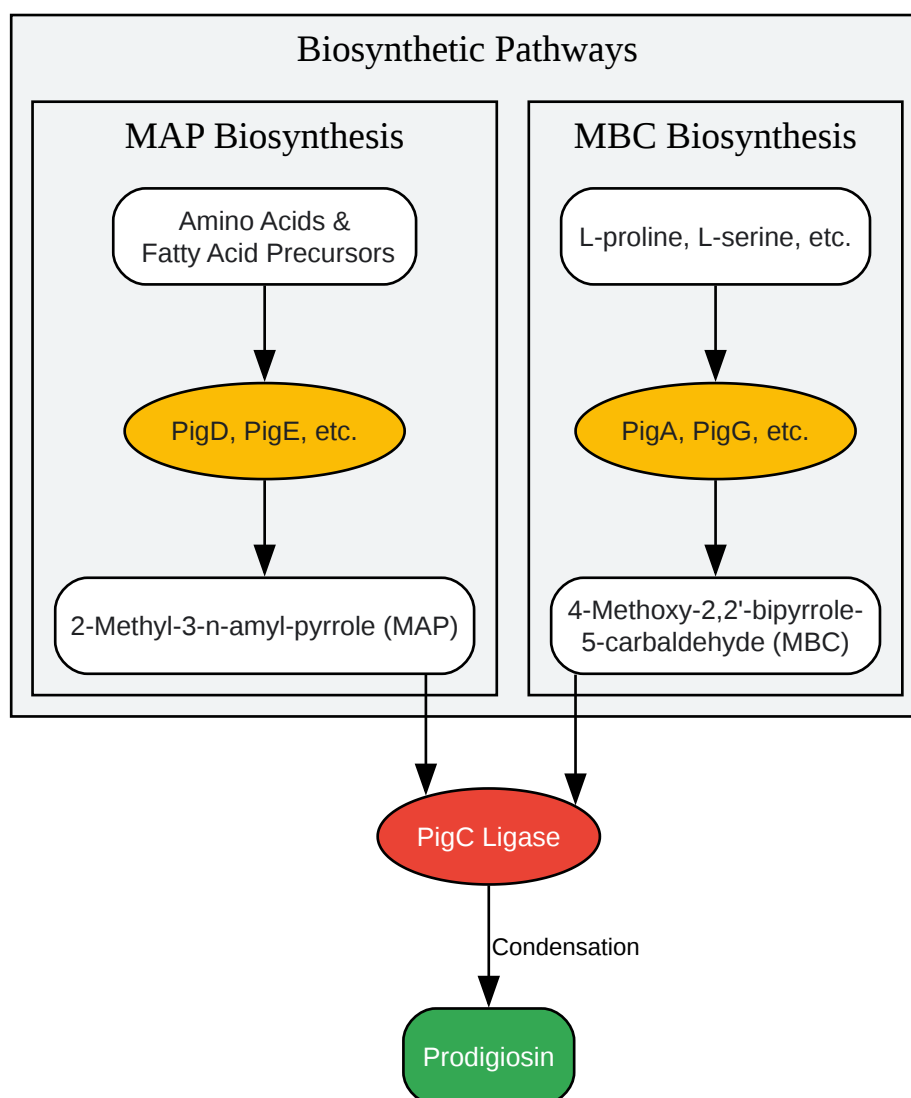 Biosynthetic Pathways
MAP Biosynthesis
Amino Acids &
Fatty Acid Precursors
PigD, PigE, etc.
2-Methyl-3-n-amyl-pyrrole (MAP)
MBC Biosynthesis
L-proline, L-serine, etc.
PigA, PigG, etc.
4-Methoxy-2,2'-bipyrrole-
5-carbaldehyde (MBC)
PigC Ligase
Condensation
Prodigiosin